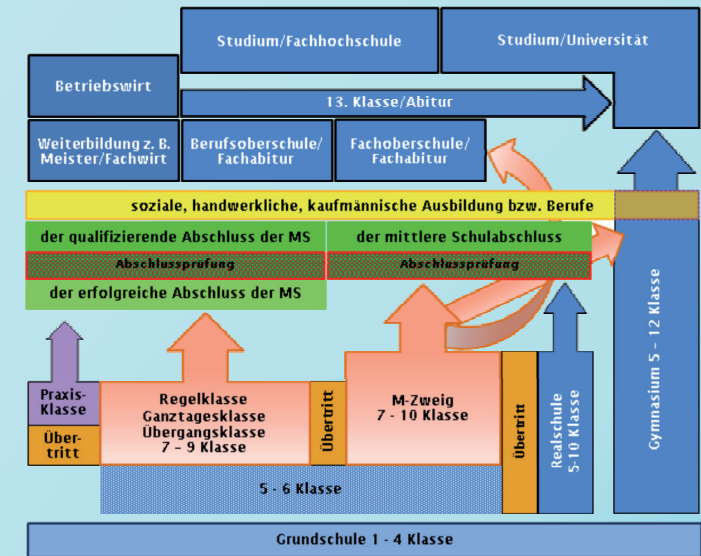 Studium/Fachhochschule
Studium/Universität
Betriebswirt
13. Klasse/Abitur
Weiterbildung z. B.
Meister/Fachwirt
Berufsoberschule/
Fachabitur
Fachoberschule/
Fachabitur
soziale, handwerkliche, kaufmännische Ausbildung bzw. Berufe
der qualifizierende Abschluss der MS
der mittlere Schulabschluss
Abschlussprüfung
Abschlussprüfung
der erfolgreiche Abschluss der MS
Praxis-
Klasse
Über-
tritt
Regelklasse
Ganztagesklasse
Übergangsklasse
7 – 9 Klasse
Übertritt
M-Zweig
7 - 10 Klasse
Übertritt
Realschule
5-10 Klasse
Gymnasium 5 – 12 Klasse
5 - 6 Klasse
Grundschule 1 - 4 Klasse